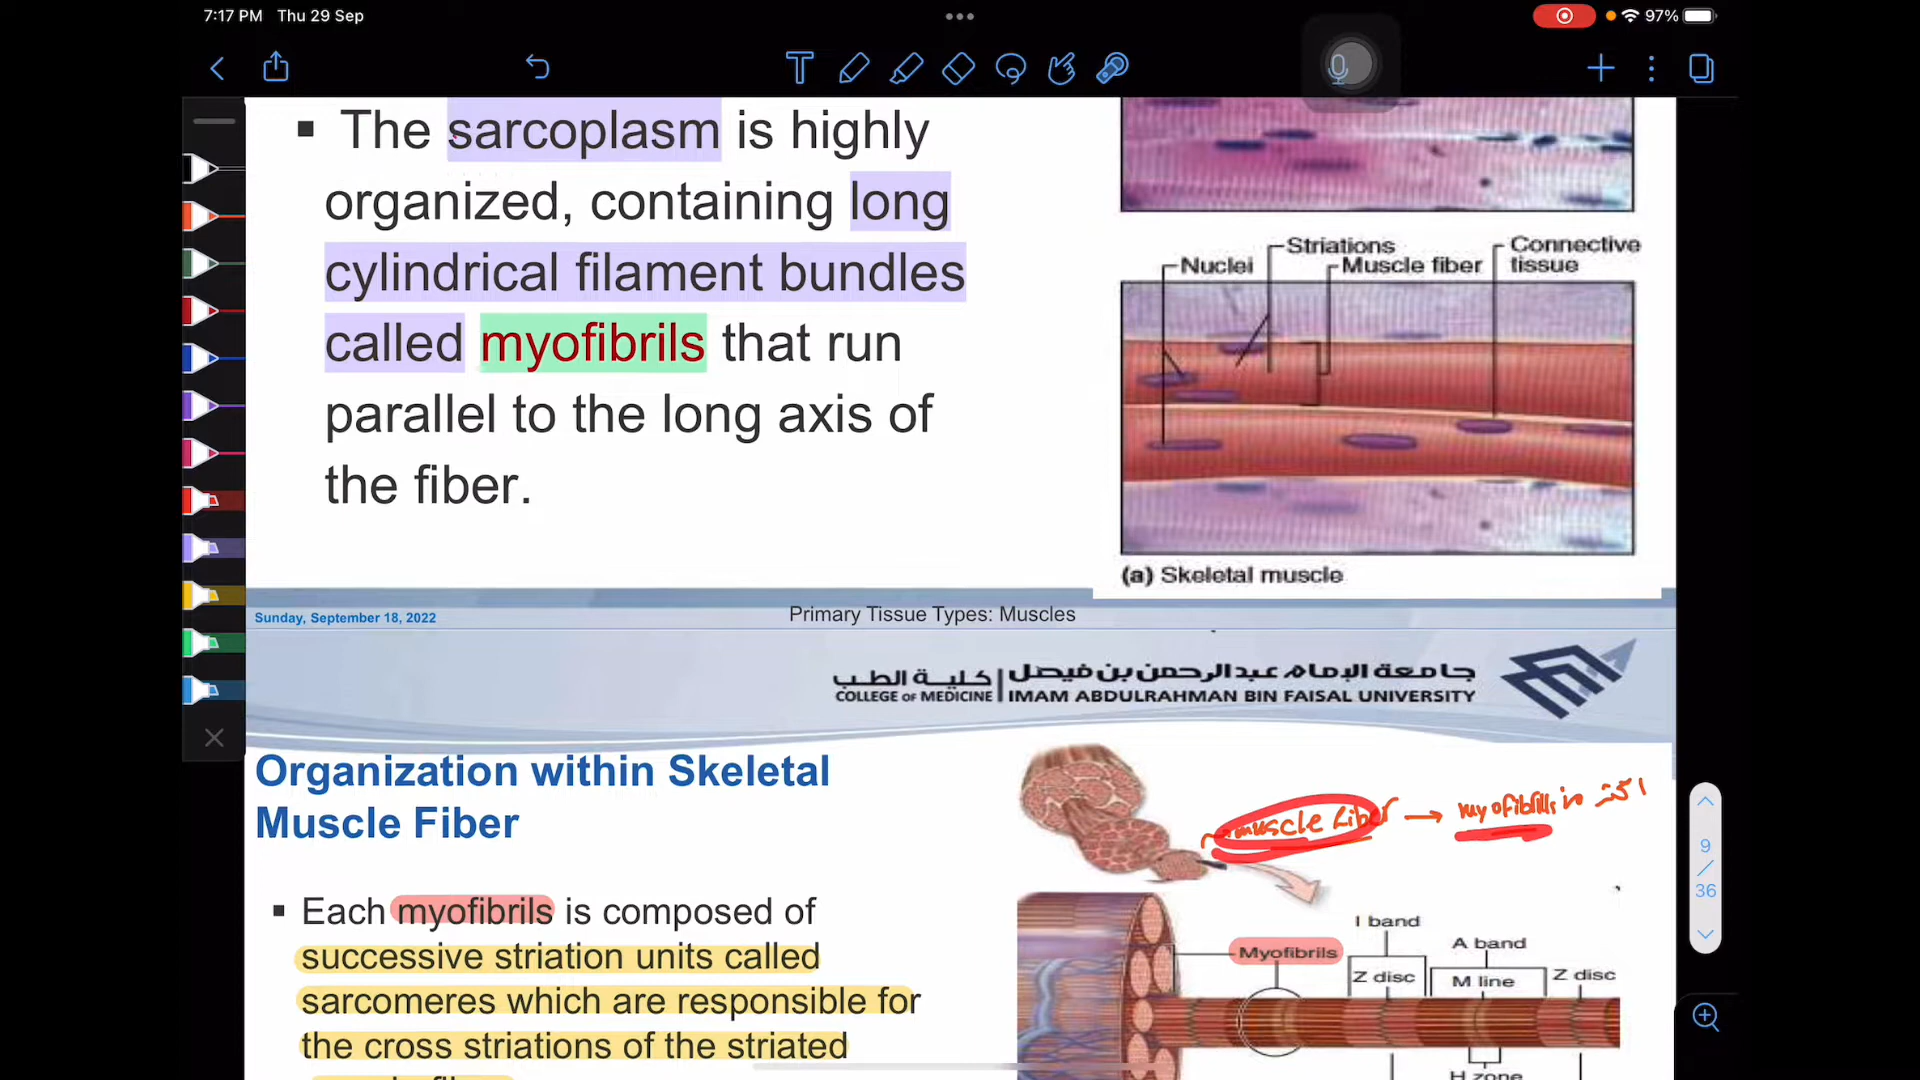 7:17 PM Thu 29 Sep
97%
▪ The sarcoplasm is highly
organized, containing long
cylindrical filament bundles
called myofibrils that run
parallel to the long axis of
the fiber.
Nuclei
Striations
Muscle fiber
Connective
tissue
(a) Skeletal muscle
Sunday, September 18, 2022
Primary Tissue Types: Muscles
كلية الطب | جامعة الإمام عبدالرحمن بن فيصل
COLLEGE OF MEDICINE | IMAM ABDULRAHMAN BIN FAISAL UNIVERSITY
Organization within Skeletal
Muscle Fiber
muscle fiber → myofibrills in اكثر
▪ Each myofibrils is composed of
successive striation units called
sarcomeres which are responsible for
the cross striations of the striated
I band
A band
Myofibrils
Z disc
M line
Z disc
H zone
9
/
36